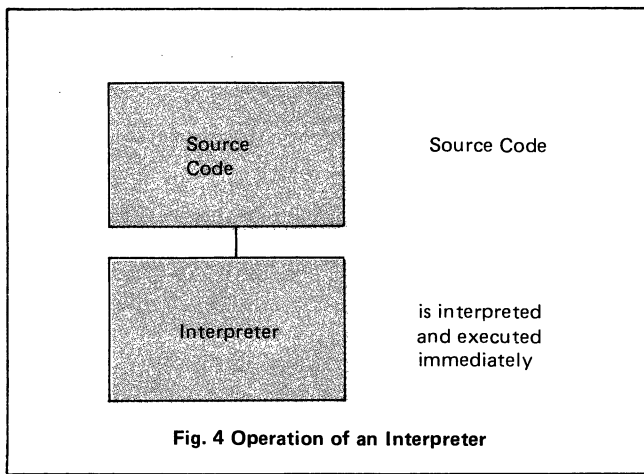 Source
Code
Source Code
Interpreter
is interpreted
and executed
immediately
Fig. 4 Operation of an Interpreter